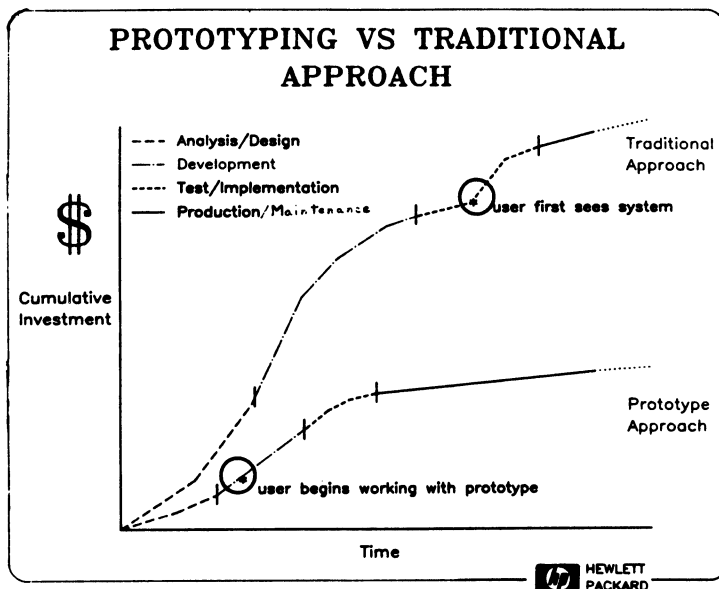 PROTOTYPING VS TRADITIONAL
APPROACH
Analysis/Design
Development
Test/Implementation
Production/Maintenance
$
Cumulative
Investment
Traditional
Approach
user first sees system
Prototype
Approach
user begins working with prototype
Time
hp
HEWLETT
PACKARD